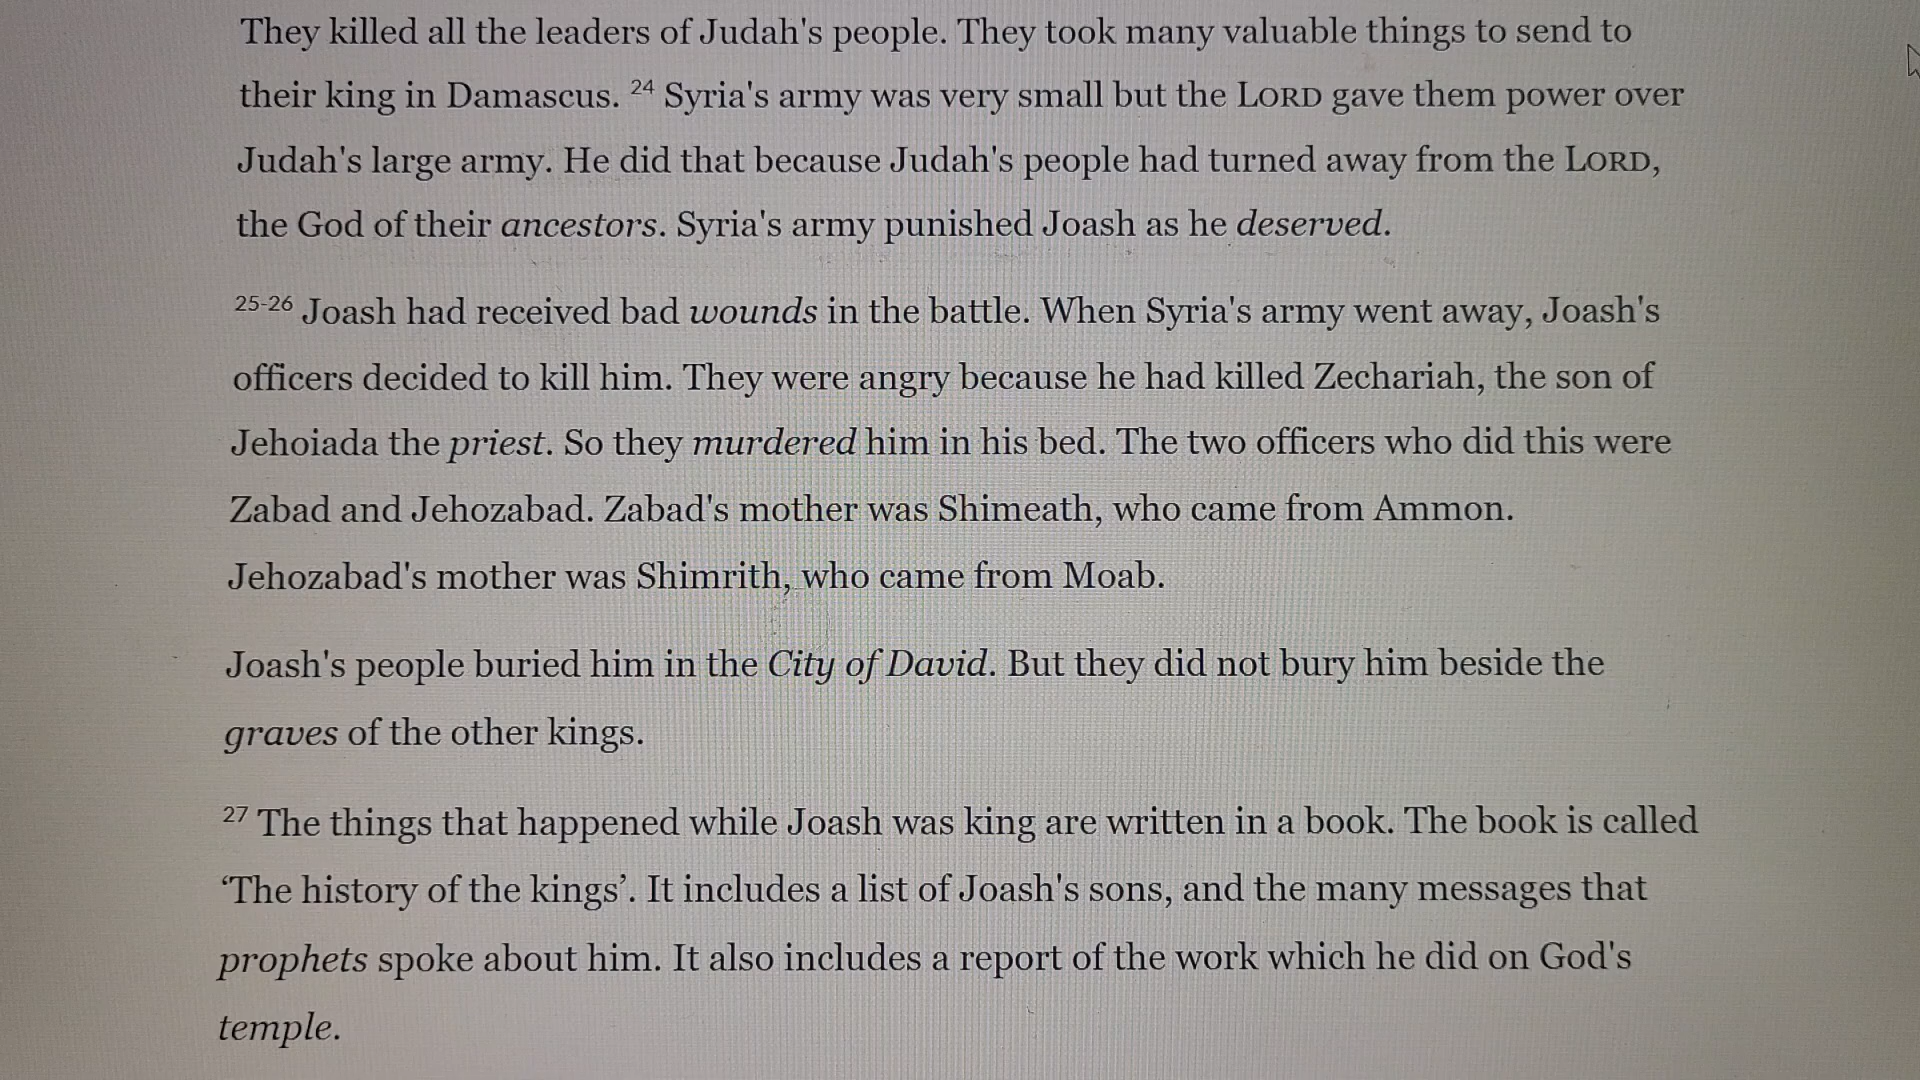 They killed all the leaders of Judah's people. They took many valuable things to send to
their king in Damascus. 24 Syria's army was very small but the LORD gave them power over
Judah's large army. He did that because Judah's people had turned away from the LORD,
the God of their ancestors. Syria's army punished Joash as he deserved.
25-26 Joash had received bad wounds in the battle. When Syria's army went away, Joash's
officers decided to kill him. They were angry because he had killed Zechariah, the son of
Jehoiada the priest. So they murdered him in his bed. The two officers who did this were
Zabad and Jehozabad. Zabad's mother was Shimeath, who came from Ammon.
Jehozabad's mother was Shimrith, who came from Moab.
Joash's people buried him in the City of David. But they did not bury him beside the
graves of the other kings.
27 The things that happened while Joash was king are written in a book. The book is called
‘The history of the kings’. It includes a list of Joash's sons, and the many messages that
prophets spoke about him. It also includes a report of the work which he did on God's
temple.